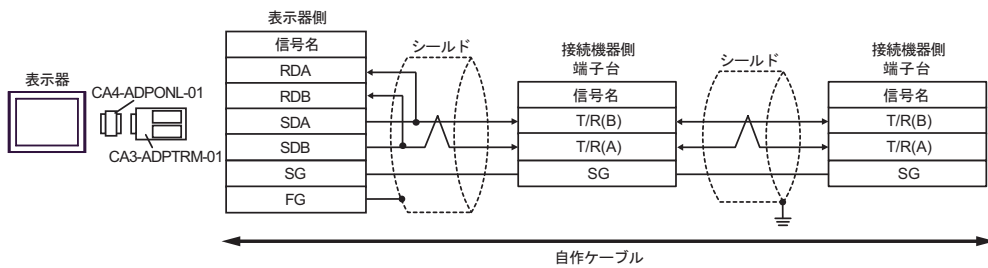 表示器
CA4-ADPONL-01
CA3-ADPTRM-01
表示器側
信号名
RDA
RDB
SDA
SDB
SG
FG
シールド
接続機器側
端子台
信号名
T/R(B)
T/R(A)
SG
シールド
接続機器側
端子台
信号名
T/R(B)
T/R(A)
SG
自作ケーブル